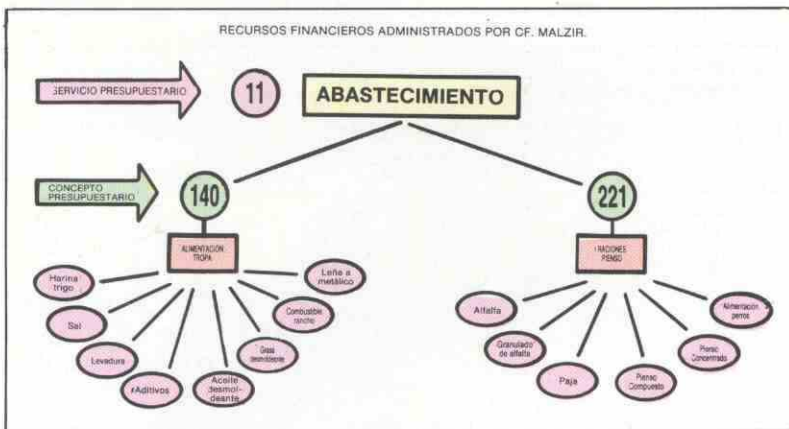 RECURSOS FINANCIEROS ADMINISTRADOS POR CF. MALZIR.
SERVICIO PRESUPUESTARIO
11
ABASTECIMIENTO
CONCEPTO
PRESUPUESTARIO
140
221
ALIMENTACION
TROPA
RACIONES
PIENSO
Harina
trigo
Sal
Levadura
Aditivos
Aceite
desmol-
deante
Grasa
desmoldeante
Combustible
rancho
Leña a
metálico
Alfalfa
Granulado
de alfalfa
Paja
Pienso
Compuesto
Pienso
Concentrado
Alimentación
perros